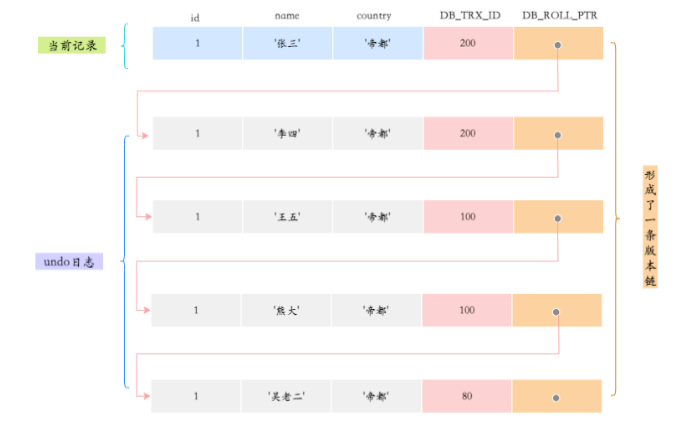 id name country DB_TRX_ID DB_ROLL_PTR
当前记录 1 '张三' '帝都' 200
1 '李四' '帝都' 200
1 '王五' '帝都' 100
undo日志
1 '熊大' '帝都' 100
1 '吴老二' '帝都' 80
形成了一条版本链